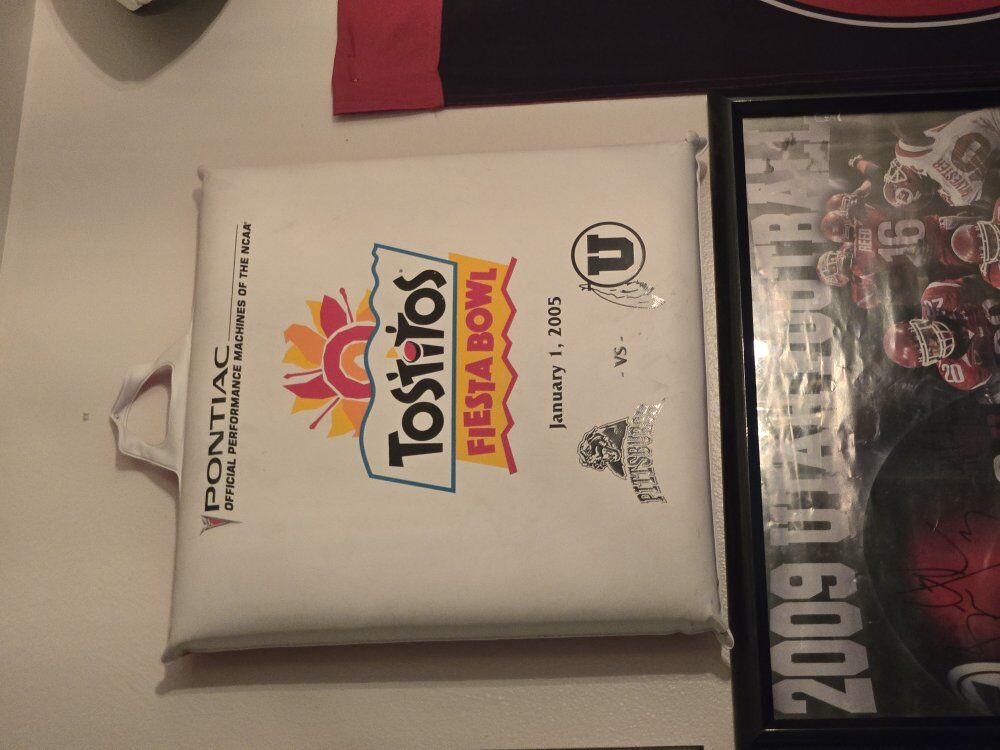 PONTIAC
OFFICIAL PERFORMANCE MACHINES OF THE NCAA®
TOSTITOS®
FIESTA BOWL
January 1, 2005
PITTSBURGH
- VS -
U
2009 UTAH FOOTBALL
20
REED
16